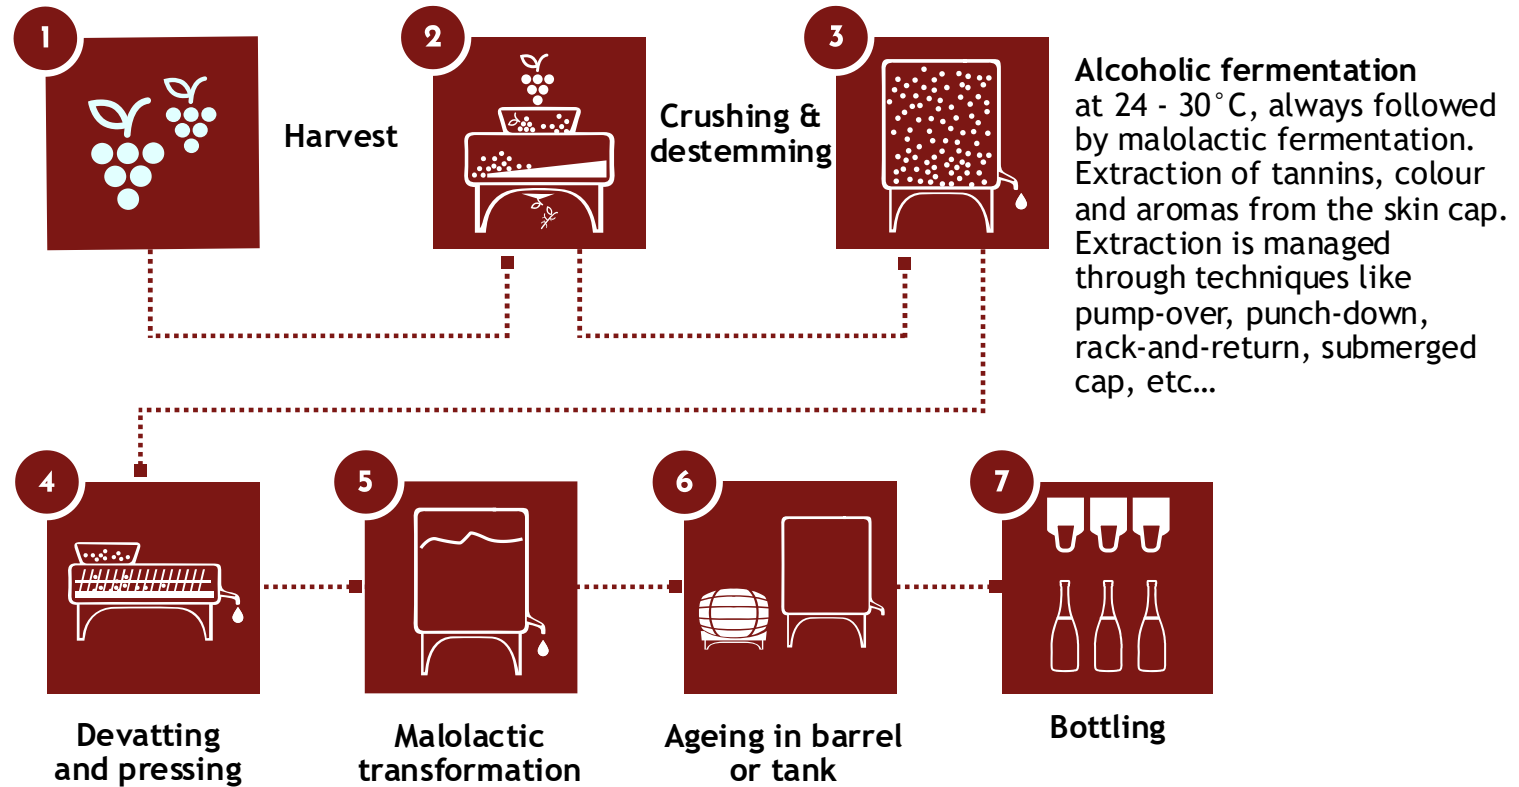 1
Harvest
2
Crushing &
destemming
3
Alcoholic fermentation
at 24 - 30°C, always followed
by malolactic fermentation.
Extraction of tannins, colour
and aromas from the skin cap.
Extraction is managed
through techniques like
pump-over, punch-down,
rack-and-return, submerged
cap, etc...
4
Devatting
and pressing
5
Malolactic
transformation
6
Ageing in barrel
or tank
7
Bottling